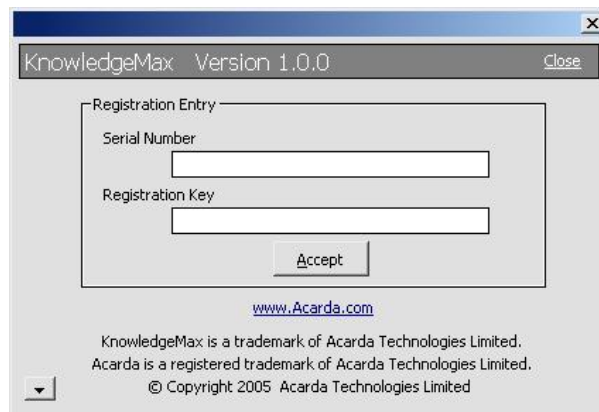 KnowledgeMax Version 1.0.0
Close
Registration Entry
Serial Number
Registration Key
Accept
www.Acarda.com
KnowledgeMax is a trademark of Acarda Technologies Limited.
Acarda is a registered trademark of Acarda Technologies Limited.
© Copyright 2005 Acarda Technologies Limited